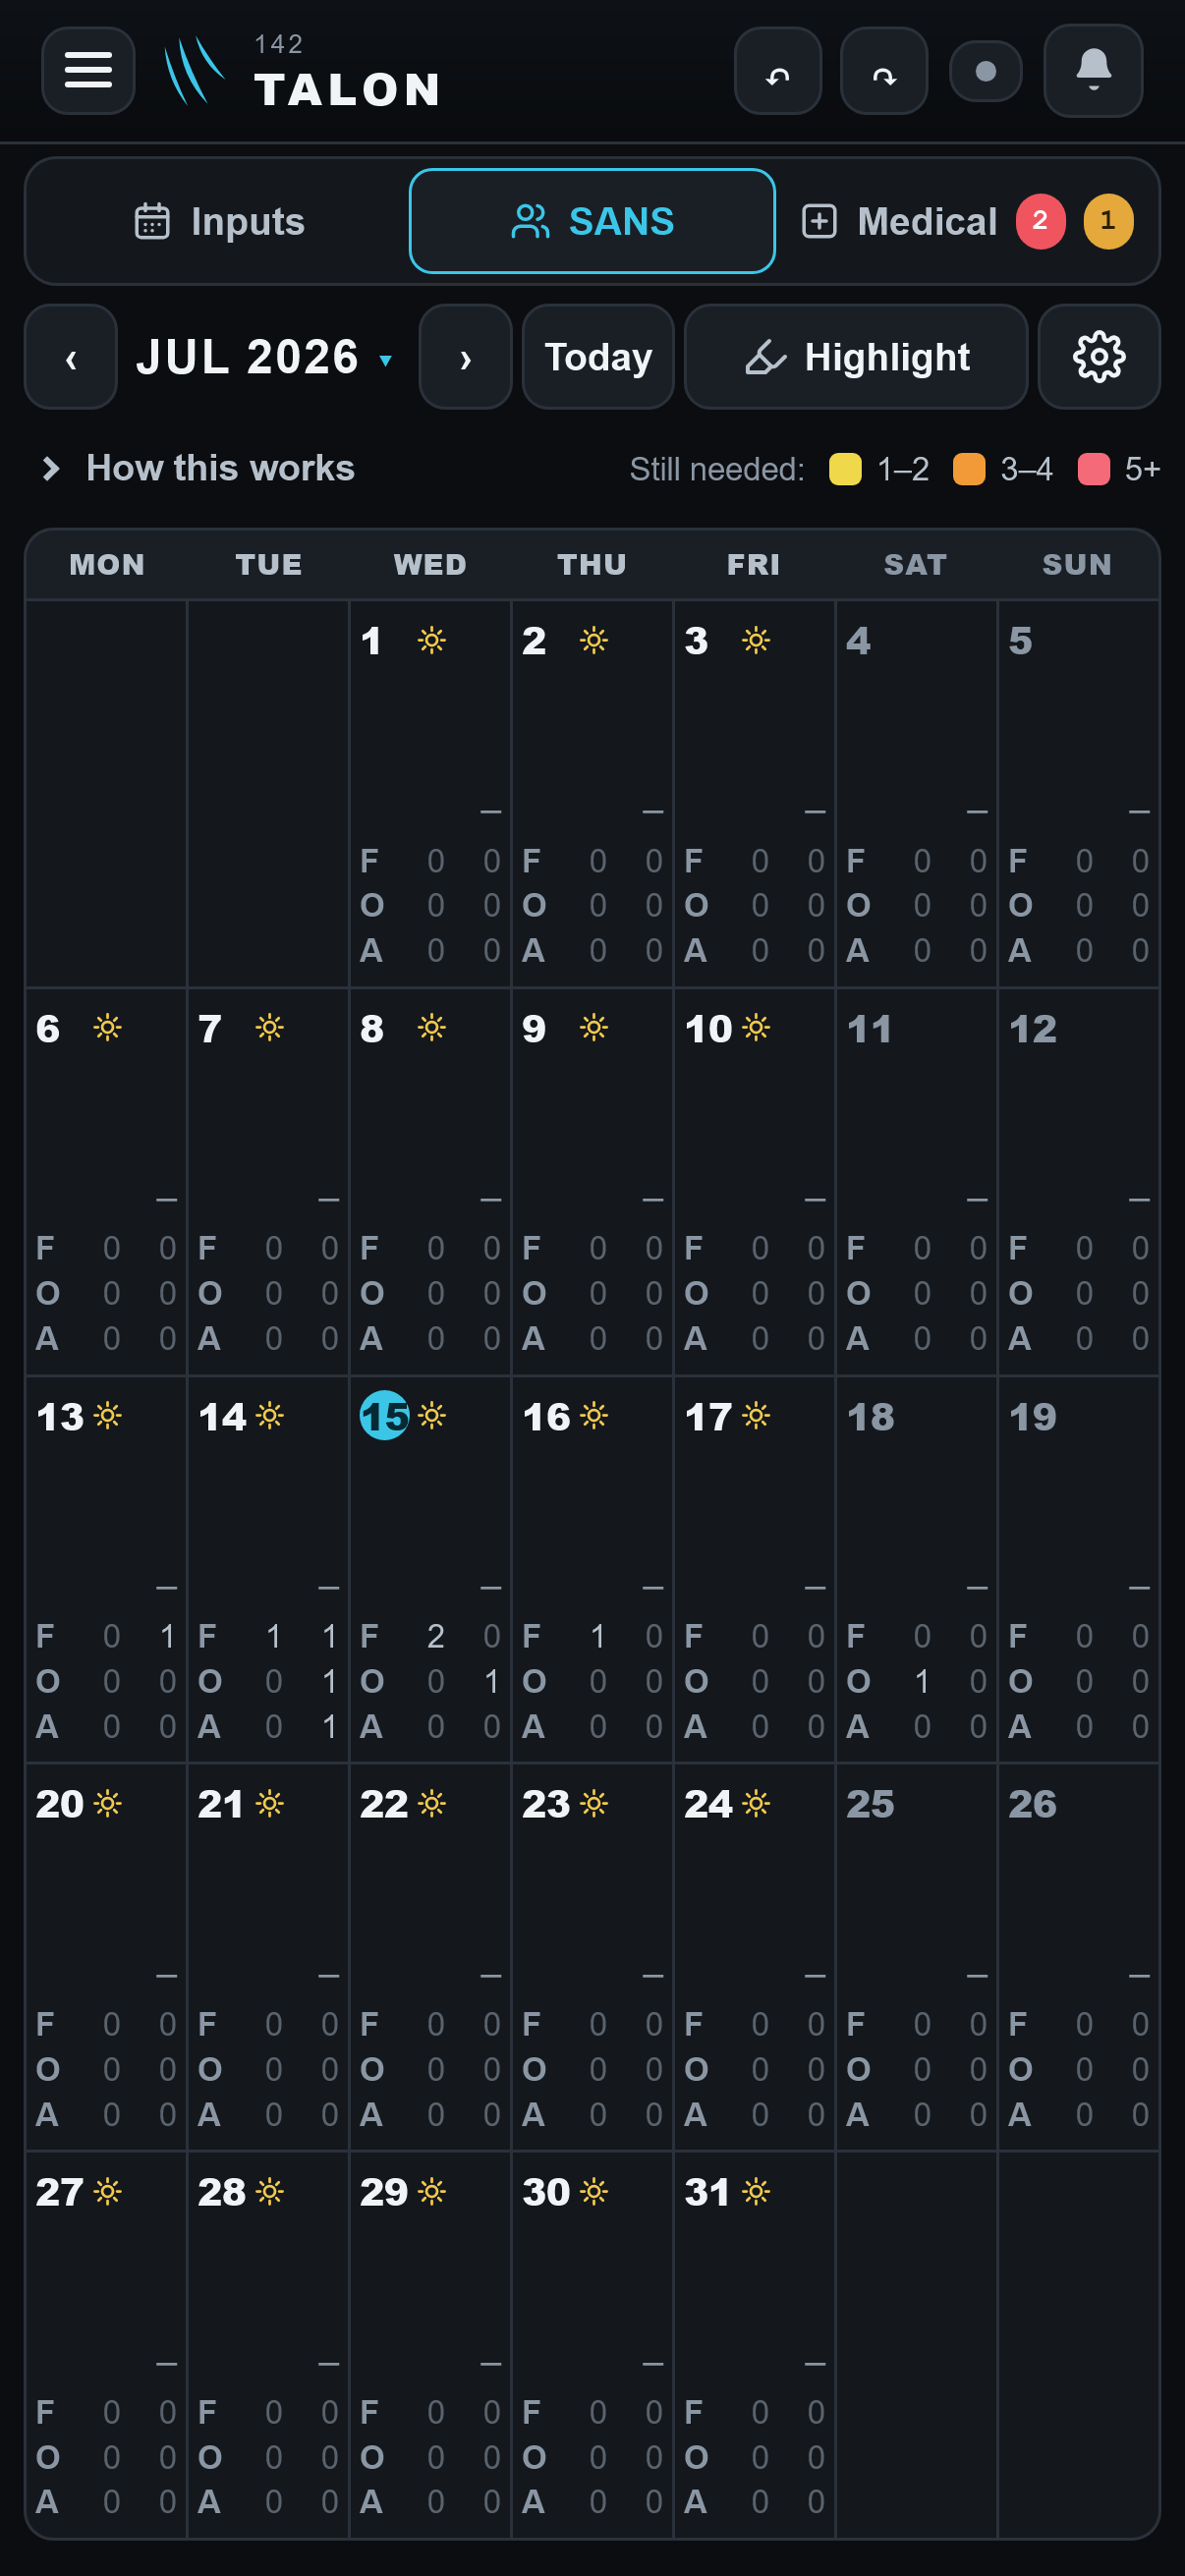 142
TALON
Inputs SANS Medical 2 1
‹ JUL 2026 ▾ › Today Highlight
How this works Still needed: 1–2 3–4 5+
MON TUE WED THU FRI SAT SUN
1 2 3 4 5
– – – – –
F 0 0 F 0 0 F 0 0 F 0 0 F 0 0
O 0 0 O 0 0 O 0 0 O 0 0 O 0 0
A 0 0 A 0 0 A 0 0 A 0 0 A 0 0
6 7 8 9 10 11 12
– – – – – – –
F 0 0 F 0 0 F 0 0 F 0 0 F 0 0 F 0 0 F 0 0
O 0 0 O 0 0 O 0 0 O 0 0 O 0 0 O 0 0 O 0 0
A 0 0 A 0 0 A 0 0 A 0 0 A 0 0 A 0 0 A 0 0
13 14 15 16 17 18 19
– – – – – – –
F 0 1 F 1 1 F 2 0 F 1 0 F 0 0 F 0 0 F 0 0
O 0 0 O 0 1 O 0 1 O 0 0 O 0 0 O 1 0 O 0 0
A 0 0 A 0 1 A 0 0 A 0 0 A 0 0 A 0 0 A 0 0
20 21 22 23 24 25 26
– – – – – – –
F 0 0 F 0 0 F 0 0 F 0 0 F 0 0 F 0 0 F 0 0
O 0 0 O 0 0 O 0 0 O 0 0 O 0 0 O 0 0 O 0 0
A 0 0 A 0 0 A 0 0 A 0 0 A 0 0 A 0 0 A 0 0
27 28 29 30 31
– – – – –
F 0 0 F 0 0 F 0 0 F 0 0 F 0 0
O 0 0 O 0 0 O 0 0 O 0 0 O 0 0
A 0 0 A 0 0 A 0 0 A 0 0 A 0 0